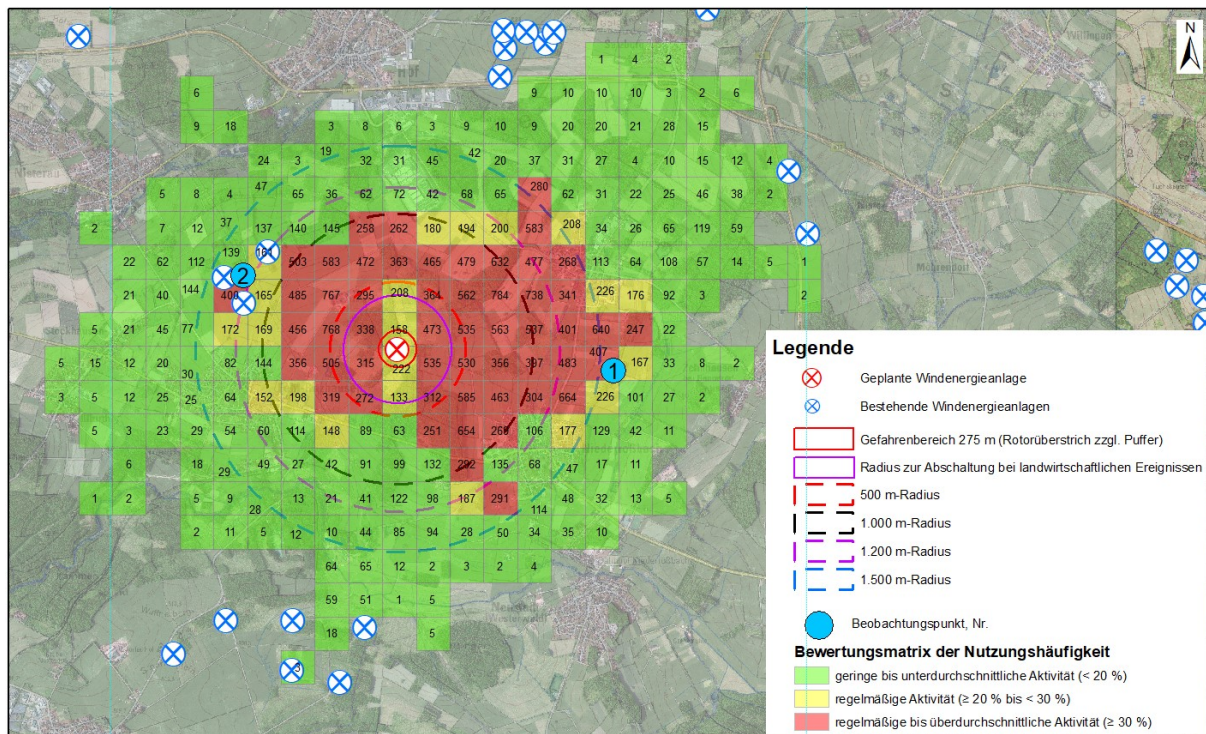 Hof
Willingen
N
1 4 2
6 9 10 10 10 3 2 6
9 18 3 8 6 3 9 10 9 20 20 21 28 15
24 3 19 32 31 45 42 20 37 31 27 4 10 15 12 4
Nisterau
5 8 4 47 65 36 62 72 42 68 65 280 62 31 22 25 46 38 2
2 7 12 37 137 140 145 258 262 180 494 200 583 208 34 26 65 119 59
22 62 112 139 503 583 472 363 465 479 632 477 268 113 64 108 57 14 5 1
2
21 40 144 165 485 767 295 208 364 562 784 738 341 226 176 92 3 2
5 21 45 77 172 169 456 768 338 158 473 535 563 537 401 640 247 22
5 15 12 20 30 82 144 356 505 315 222 535 530 356 397 483 407 167 33 8 2
1
3 5 12 25 25 64 152 198 319 272 133 312 585 463 304 664 226 101 27 2
5 3 23 29 54 60 114 148 89 63 251 654 269 106 177 129 42 11
6 18 29 49 27 42 91 99 132 292 135 68 47 17 11
1 2 5 9 28 13 21 41 122 98 187 291 114 48 32 13 5
2 11 5 12 10 44 85 94 28 50 34 35 10
64 65 12 2 3 2 4
59 51 1 5
18 5
Legende
Geplante Windenergieanlage
Bestehende Windenergieanlagen
Gefahrenbereich 275 m (Rotorüberstrich zzgl. Puffer)
Radius zur Abschaltung bei landwirtschaftlichen Ereignissen
500 m-Radius
1.000 m-Radius
1.200 m-Radius
1.500 m-Radius
Beobachtungspunkt, Nr.
Bewertungsmatrix der Nutzungshäufigkeit
geringe bis unterdurchschnittliche Aktivität (< 20 %)
regelmäßige Aktivität (≥ 20 % bis < 30 %)
regelmäßige bis überdurchschnittliche Aktivität (≥ 30 %)